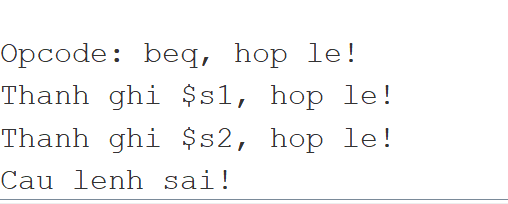 Opcode: beq, hop le!
Thanh ghi $s1, hop le!
Thanh ghi $s2, hop le!
Cau lenh sai!